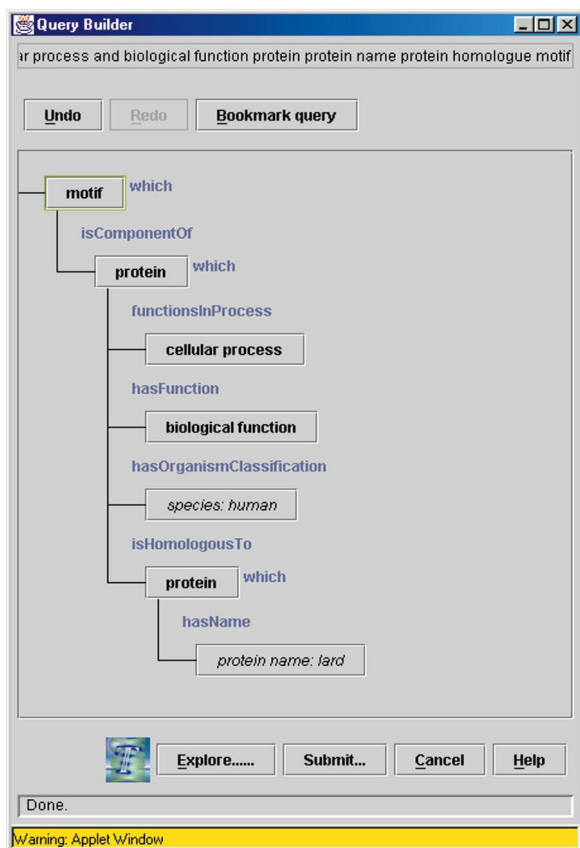 Query Builder
r process and biological function protein protein name protein homologue motif
Undo Redo Bookmark query
motif which
isComponentOf
protein which
functionsInProcess
cellular process
hasFunction
biological function
hasOrganismClassification
species: human
isHomologousTo
protein which
hasName
protein name: lard
T Explore...... Submit... Cancel Help
Done.
Warning: Applet Window